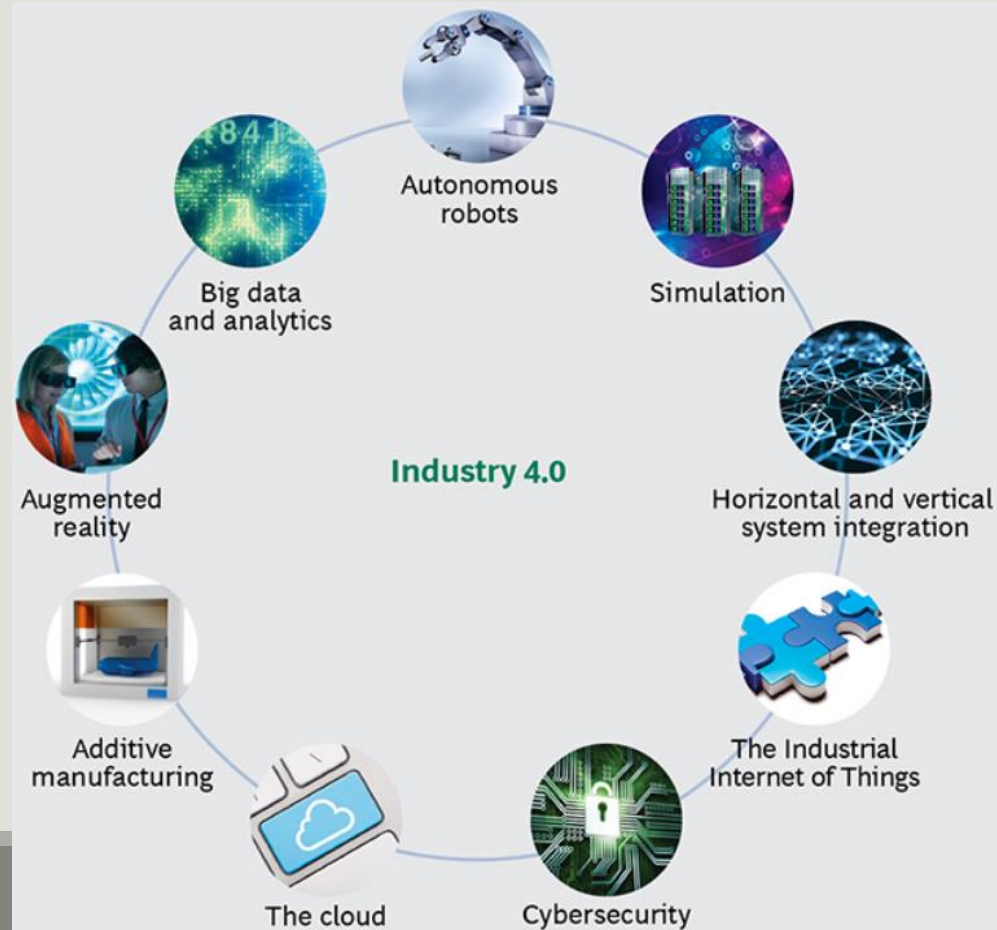 Autonomous
robots
Big data
and analytics
Simulation
Augmented
reality
Industry 4.0
Horizontal and vertical
system integration
Additive
manufacturing
The Industrial
Internet of Things
The cloud
Cybersecurity